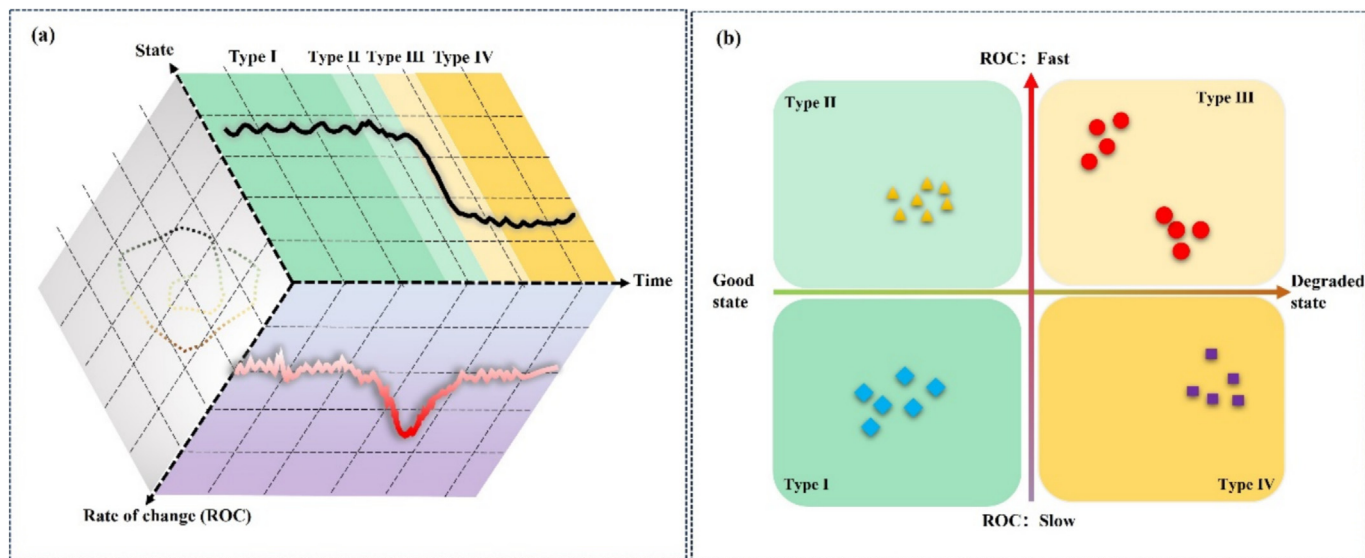 (a)
State
Type I
Type II
Type III
Type IV
Time
Rate of change (ROC)
(b)
ROC: Fast
Type II
Type III
Good
state
Degraded
state
Type I
Type IV
ROC: Slow